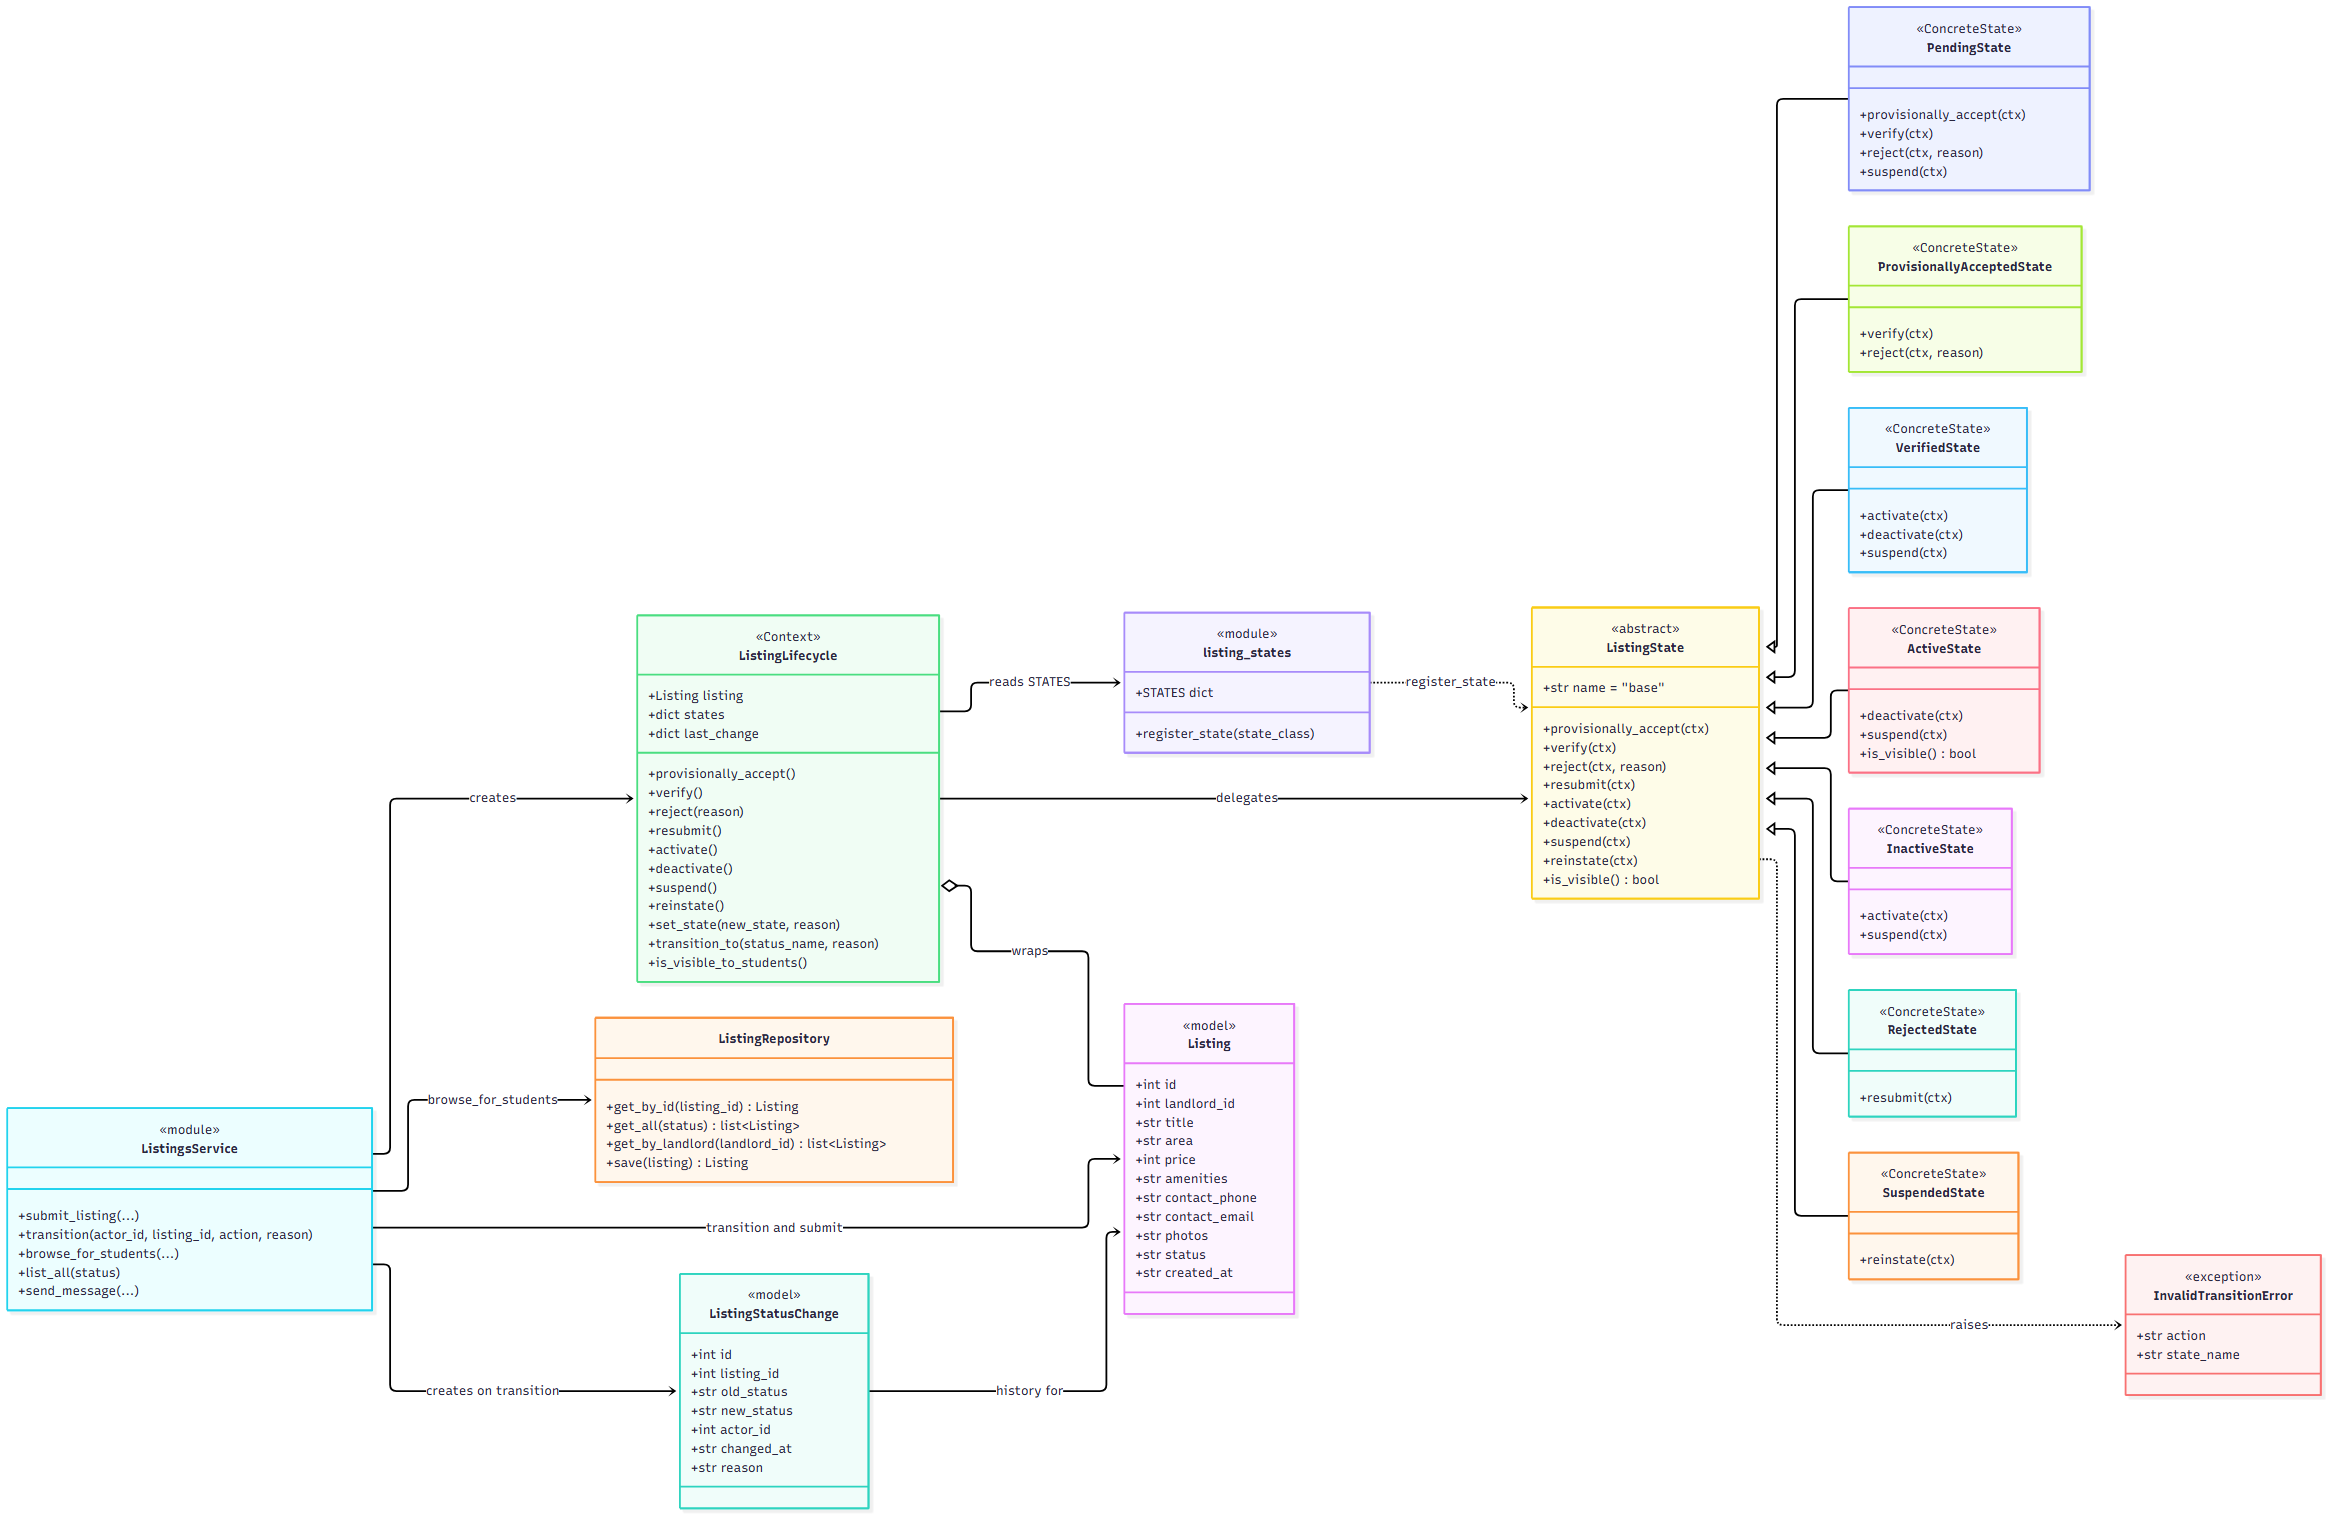 «ConcreteState»
PendingState
+provisionally_accept(ctx)
+verify(ctx)
+reject(ctx, reason)
+suspend(ctx)
«ConcreteState»
ProvisionallyAcceptedState
+verify(ctx)
+reject(ctx, reason)
«ConcreteState»
VerifiedState
+activate(ctx)
+deactivate(ctx)
+suspend(ctx)
«Context»
ListingLifecycle
+Listing listing
+dict states
+dict last_change
+provisionally_accept()
+verify()
+reject(reason)
+resubmit()
+activate()
+deactivate()
+suspend()
+reinstate()
+set_state(new_state, reason)
+transition_to(status_name, reason)
+is_visible_to_students()
reads STATES
«module»
listing_states
+STATES dict
+register_state(state_class)
register_state
«abstract»
ListingState
+str name = "base"
+provisionally_accept(ctx)
+verify(ctx)
+reject(ctx, reason)
+resubmit(ctx)
+activate(ctx)
+deactivate(ctx)
+suspend(ctx)
+reinstate(ctx)
+is_visible() : bool
«ConcreteState»
ActiveState
+deactivate(ctx)
+suspend(ctx)
+is_visible() : bool
creates
delegates
«ConcreteState»
InactiveState
+activate(ctx)
+suspend(ctx)
wraps
ListingRepository
+get_by_id(listing_id) : Listing
+get_all(status) : list<Listing>
+get_by_landlord(landlord_id) : list<Listing>
+save(listing) : Listing
«model»
Listing
+int id
+int landlord_id
+str title
+str area
+int price
+str amenities
+str contact_phone
+str contact_email
+str photos
+str status
+str created_at
«ConcreteState»
RejectedState
+resubmit(ctx)
browse_for_students
«module»
ListingsService
+submit_listing(...)
+transition(actor_id, listing_id, action, reason)
+browse_for_students(...)
+list_all(status)
+send_message(...)
transition and submit
«ConcreteState»
SuspendedState
+reinstate(ctx)
«model»
ListingStatusChange
+int id
+int listing_id
+str old_status
+str new_status
+int actor_id
+str changed_at
+str reason
creates on transition
history for
raises
«exception»
InvalidTransitionError
+str action
+str state_name